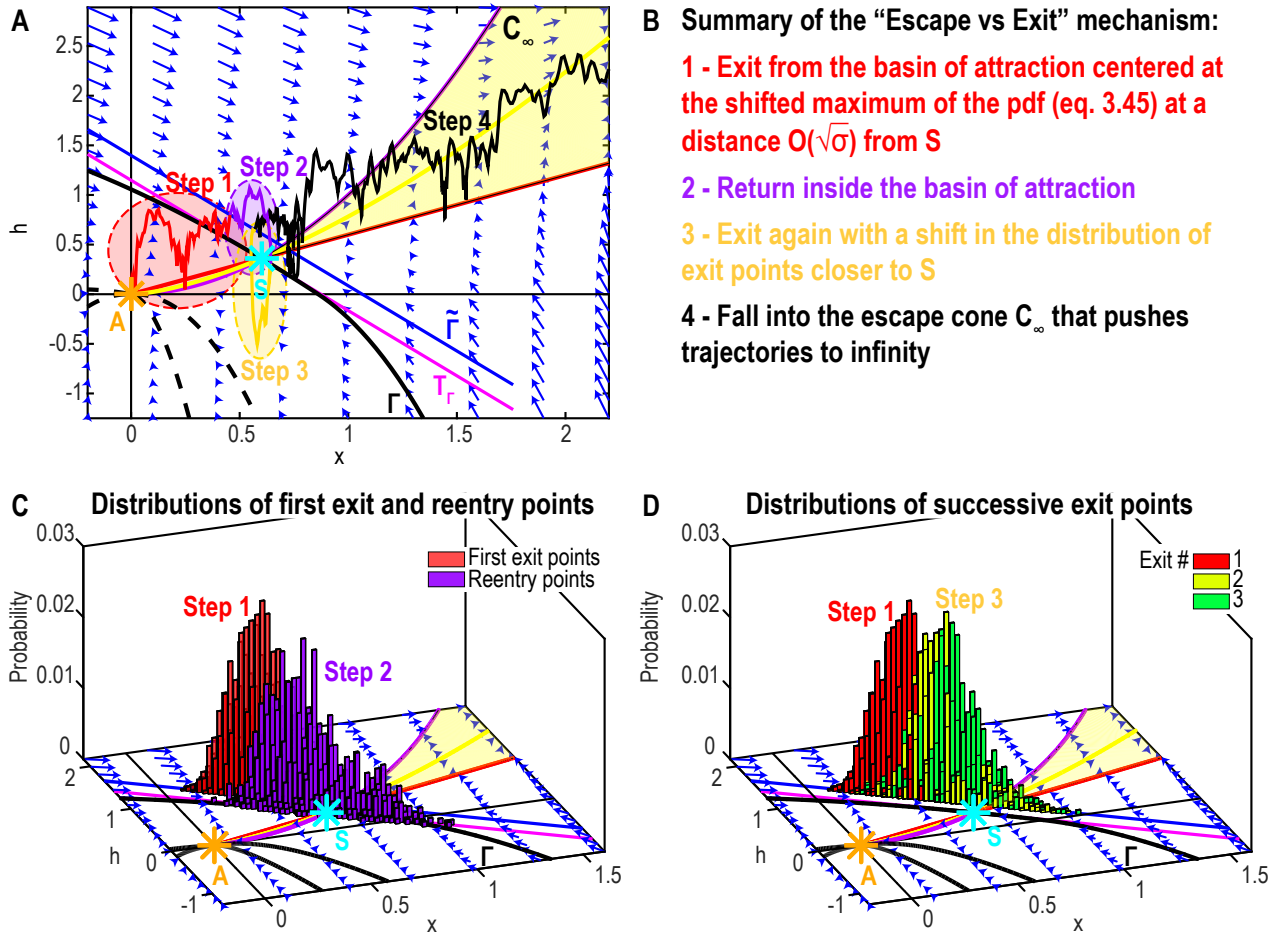 A
2.5
2
1.5
1
0.5
0
-0.5
-1
h
0
0.5
1
1.5
2
x
C∞
Step 4
Step 2
Step 1
S
A
Γ̃
Step 3
TΓ
Γ
B Summary of the “Escape vs Exit” mechanism:
1 - Exit from the basin of attraction centered at
the shifted maximum of the pdf (eq. 3.45) at a
distance O(√σ) from S
2 - Return inside the basin of attraction
3 - Exit again with a shift in the distribution of
exit points closer to S
4 - Fall into the escape cone C∞ that pushes
trajectories to infinity
C Distributions of first exit and reentry points
0.03
0.02
0.01
0
Probability
First exit points
Reentry points
Step 1
Step 2
2
1
0
-1
h
S
A
Γ
0
0.5
1
1.5
x
D Distributions of successive exit points
0.03
0.02
0.01
0
Probability
Exit # 1
2
3
Step 1
Step 3
2
1
0
-1
h
S
A
Γ
0
0.5
1
1.5
x